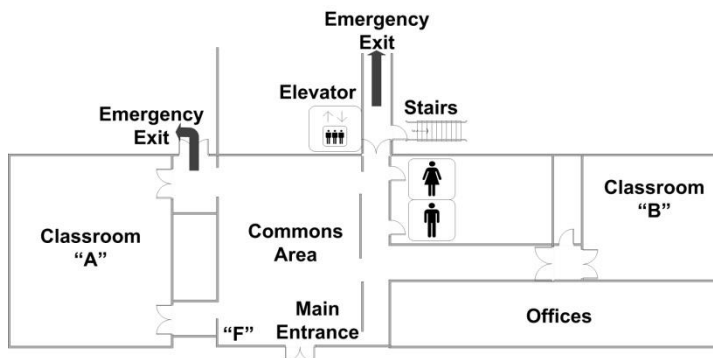 Emergency
Exit
Elevator
Stairs
Emergency
Exit
Classroom
“A”
Commons
Area
Classroom
“B”
“F”
Main
Entrance
Offices